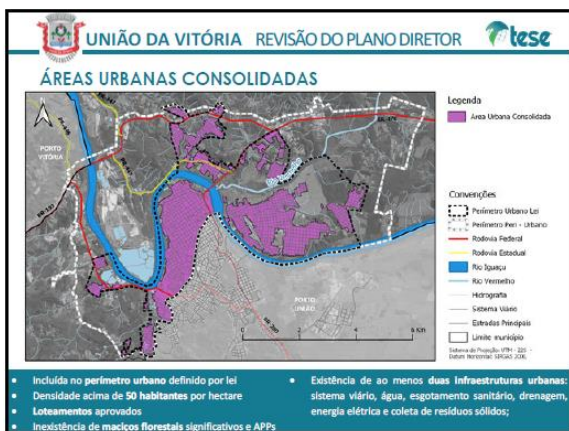 UNIÃO DA VITÓRIA REVISÃO DO PLANO DIRETOR tese
ÁREAS URBANAS CONSOLIDADAS
PORTO
VITÓRIA
PORTO
UNIÃO
Legenda
Área Urbana Consolidada
Convenções
Perímetro Urbano Lei
Perímetro Peri - Urbano
Rodovia Federal
Rodovia Estadual
Rio Iguaçu
Rio Vermelho
Hidrografia
Sistema Viário
Estradas Principais
Limite município
• Incluída no perímetro urbano definido por lei
• Densidade acima de 50 habitantes por hectare
• Loteamentos aprovados
• Inexistência de maciços florestais significativos e APPs
• Existência de ao menos duas infraestruturas urbanas:
sistema viário, água, esgotamento sanitário, drenagem,
energia elétrica e coleta de resíduos sólidos;